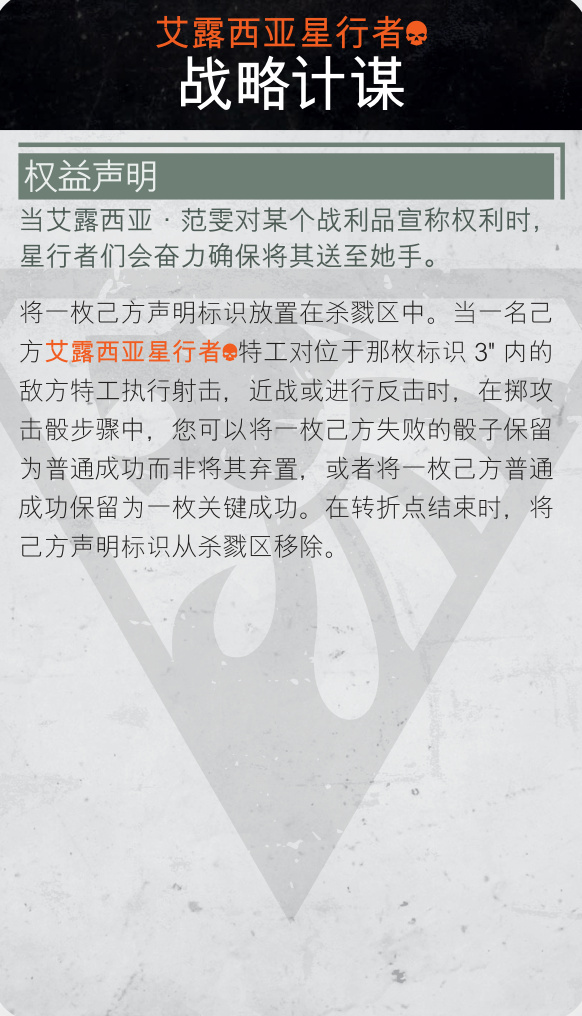 艾露西亚星行者
战略计谋
权益声明
当艾露西亚·范雯对某个战利品宣称权利时，
星行者们会奋力确保将其送至她手。
将一枚己方声明标识放置在杀戮区中。当一名己
方艾露西亚星行者特工对位于那枚标识 3" 内的
敌方特工执行射击，近战或进行反击时，在掷攻
击骰步骤中，您可以将一枚己方失败的骰子保留
为普通成功而非将其弃置，或者将一枚己方普通
成功保留为一枚关键成功。在转折点结束时，将
己方声明标识从杀戮区移除。